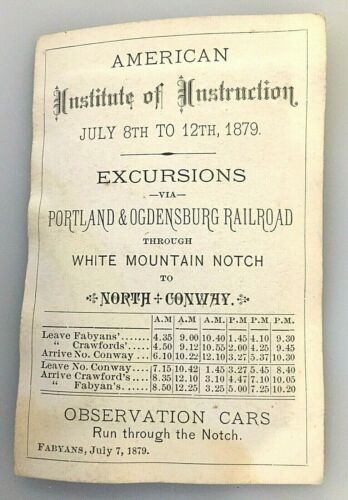 AMERICAN
Institute of Instruction
JULY 8TH TO 12TH, 1879.
EXCURSIONS
—VIA—
PORTLAND & OGDENSBURG RAILROAD
THROUGH
WHITE MOUNTAIN NOTCH
TO
NORTH CONWAY.
A.M A.M A.M P.M P.M. P.M.
Leave Fabyans'....... 4.35 9.00 10.40 1.45 4.10 9.30
" Crawfords'.. 4.50 9.12 10.55 2.00 4.25 9.45
Arrive No. Conway ... 6.10 10.22 12.10 3.27 5.37 10.30
Leave No. Conway.... 7.15 10.42 1.45 3.27 5.45 8.40
Arrive Crawford's.... 8.35 12.10 3.10 4.47 7.10 10.05
" Fabyan's. 8.50 12.25 3.25 5.00 7.25 10.20
OBSERVATION CARS
Run through the Notch.
FABYANS, July 7, 1879.